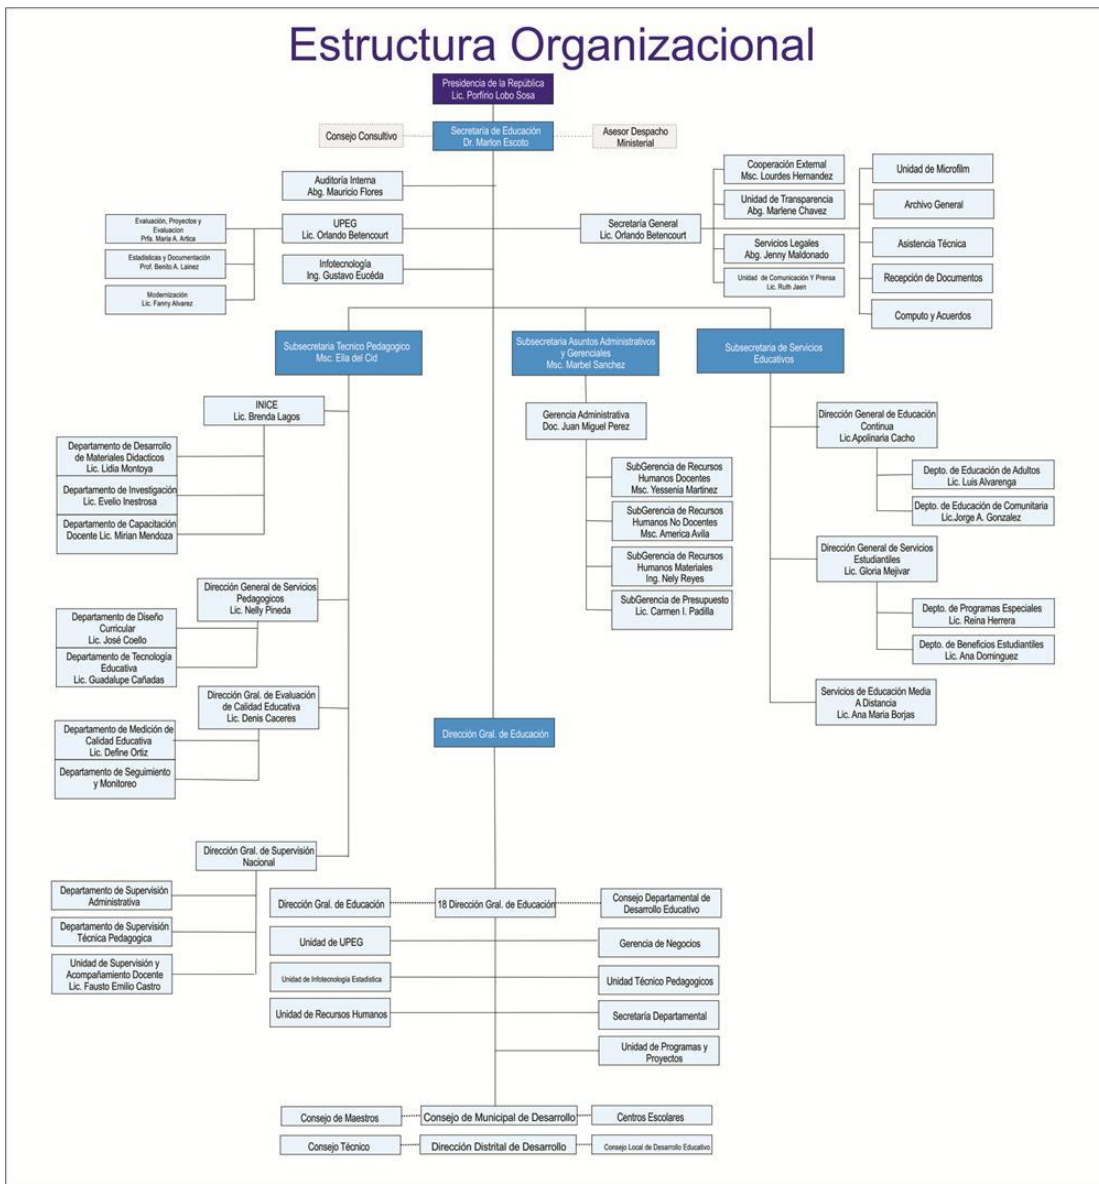 Estructura Organizacional
Presidencia de la República
Lic. Porfirio Lobo Sosa
Secretaría de Educación
Dr. Marlon Escoto
Consejo Consultivo
Asesor Despacho
Ministerial
Auditoría Interna
Abg. Mauricio Flores
UPEG
Lic. Orlando Betencourt
Infotecnología
Ing. Gustavo Eucéda
Evaluación, Proyectos y
Evaluacion
Prfs. Maria A. Artica
Estadisticas y Documentación
Prof. Benito A. Lainez
Modernización
Lic. Fanny Alvarez
Secretaría General
Lic. Orlando Betencourt
Cooperación External
Msc. Lourdes Hernandez
Unidad de Transparencia
Abg. Marlene Chavez
Servicios Legales
Abg. Jenny Maldonado
Unidad de Comunicación Y Prensa
Lic. Ruth Jaen
Unidad de Microfilm
Archivo General
Asistencia Técnica
Recepción de Documentos
Computo y Acuerdos
Subsecretaria Tecnico Pedagogico
Msc. Ella del Cid
Subsecretaria Asuntos Administrativos
y Gerenciales
Msc. Marbel Sanchez
Subsecretaria de Servicios
Educativos
INICE
Lic. Brenda Lagos
Departamento de Desarrollo
de Materiales Didacticos
Lic. Lidia Montoya
Departamento de Investigación
Lic. Evelio Inestrosa
Departamento de Capacitación
Docente Lic. Mirian Mendoza
Dirección General de Servicios
Pedagogicos
Lic. Nelly Pineda
Departamento de Diseño
Curricular
Lic. José Coello
Departamento de Tecnología
Educativa
Lic. Guadalupe Cañadas
Dirección Gral. de Evaluación
de Calidad Educativa
Lic. Denis Caceres
Departamento de Medición de
Calidad Educativa
Lic. Define Ortiz
Departamento de Seguimiento
y Monitoreo
Dirección Gral. de Supervisión
Nacional
Departamento de Supervisión
Administrativa
Departamento de Supervisión
Técnica Pedagogica
Unidad de Supervisión y
Acompañamiento Docente
Lic. Fausto Emilio Castro
Gerencia Administrativa
Doc. Juan Miguel Perez
SubGerencia de Recursos
Humanos Docentes
Msc. Yessenia Martinez
SubGerencia de Recursos
Humanos No Docentes
Msc. America Avila
SubGerencia de Recursos
Humanos Materiales
Ing. Nely Reyes
SubGerencia de Presupuesto
Lic. Carmen I. Padilla
Dirección General de Educación
Continua
Lic.Apolinaria Cacho
Depto. de Educación de Adultos
Lic. Luis Alvarenga
Depto. de Educación de Comunitaria
Lic.Jorge A. Gonzalez
Dirección General de Servicios
Estudiantiles
Lic. Gloria Mejivar
Depto. de Programas Especiales
Lic. Reina Herrera
Depto. de Beneficios Estudiantiles
Lic. Ana Dominguez
Servicios de Educación Media
A Distancia
Lic. Ana Maria Borjas
Dirección Gral. de Educación
Dirección Gral. de Educación
18 Dirección Gral. de Educación
Consejo Departamental de
Desarrollo Educativo
Unidad de UPEG
Gerencia de Negocios
Unidad de Infotecnología Estadistica
Unidad Técnico Pedagogicos
Unidad de Recursos Humanos
Secretaría Departamental
Unidad de Programas y
Proyectos
Consejo de Maestros
Consejo de Municipal de Desarrollo
Centros Escolares
Consejo Técnico
Dirección Distrital de Desarrollo
Consejo Local de Desarrollo Educativo